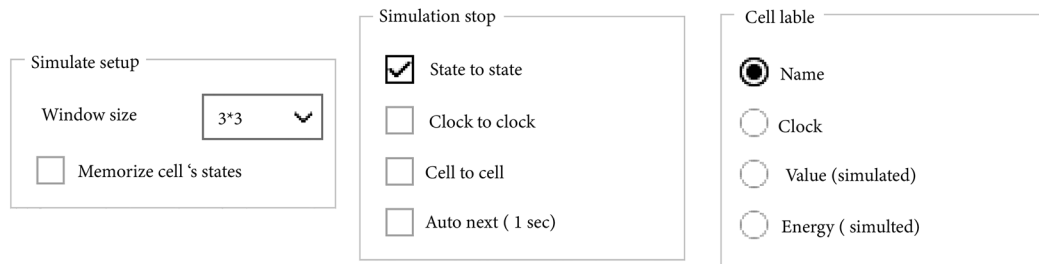 Simulate setup
Window size
3*3
Memorize cell ‘s states
Simulation stop
State to state
Clock to clock
Cell to cell
Auto next ( 1 sec)
Cell lable
Name
Clock
Value (simulated)
Energy ( simulted)